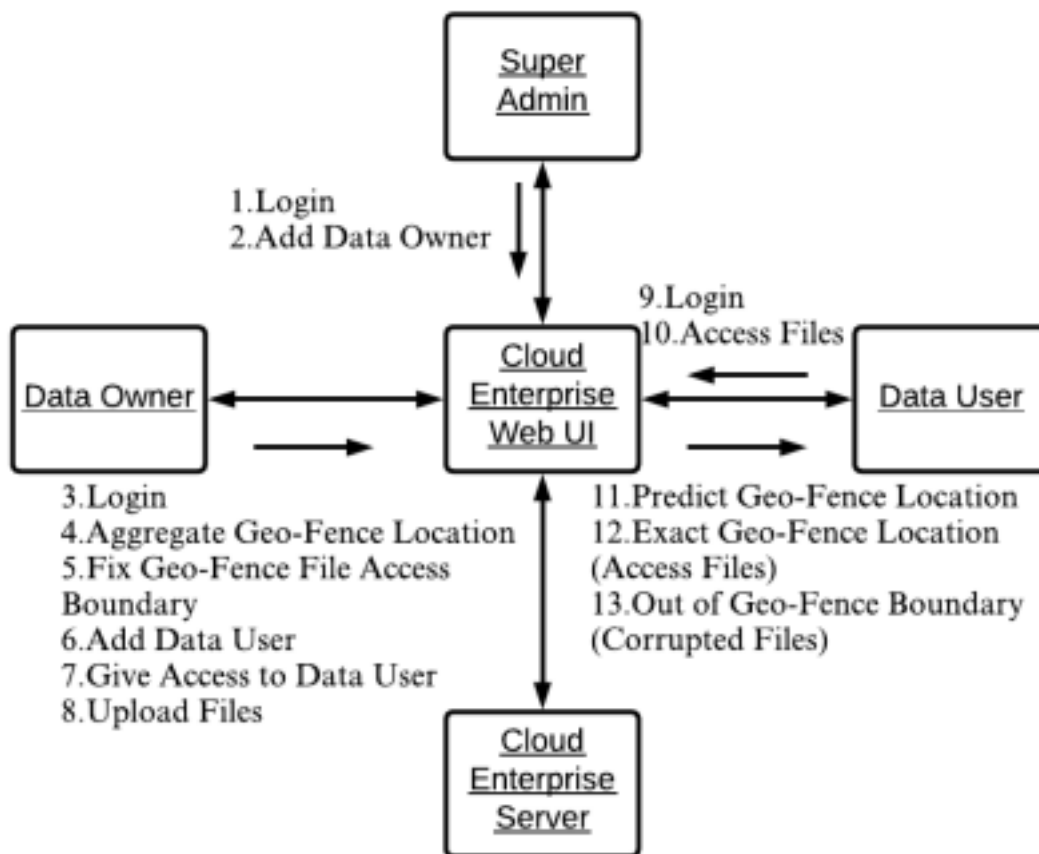 Super
Admin
1.Login
2.Add Data Owner
9.Login
10.Access Files
Data Owner
Cloud
Enterprise
Web UI
Data User
3.Login
4.Aggregate Geo-Fence Location
5.Fix Geo-Fence File Access
Boundary
6.Add Data User
7.Give Access to Data User
8.Upload Files
11.Predict Geo-Fence Location
12.Exact Geo-Fence Location
(Access Files)
13.Out of Geo-Fence Boundary
(Corrupted Files)
Cloud
Enterprise
Server